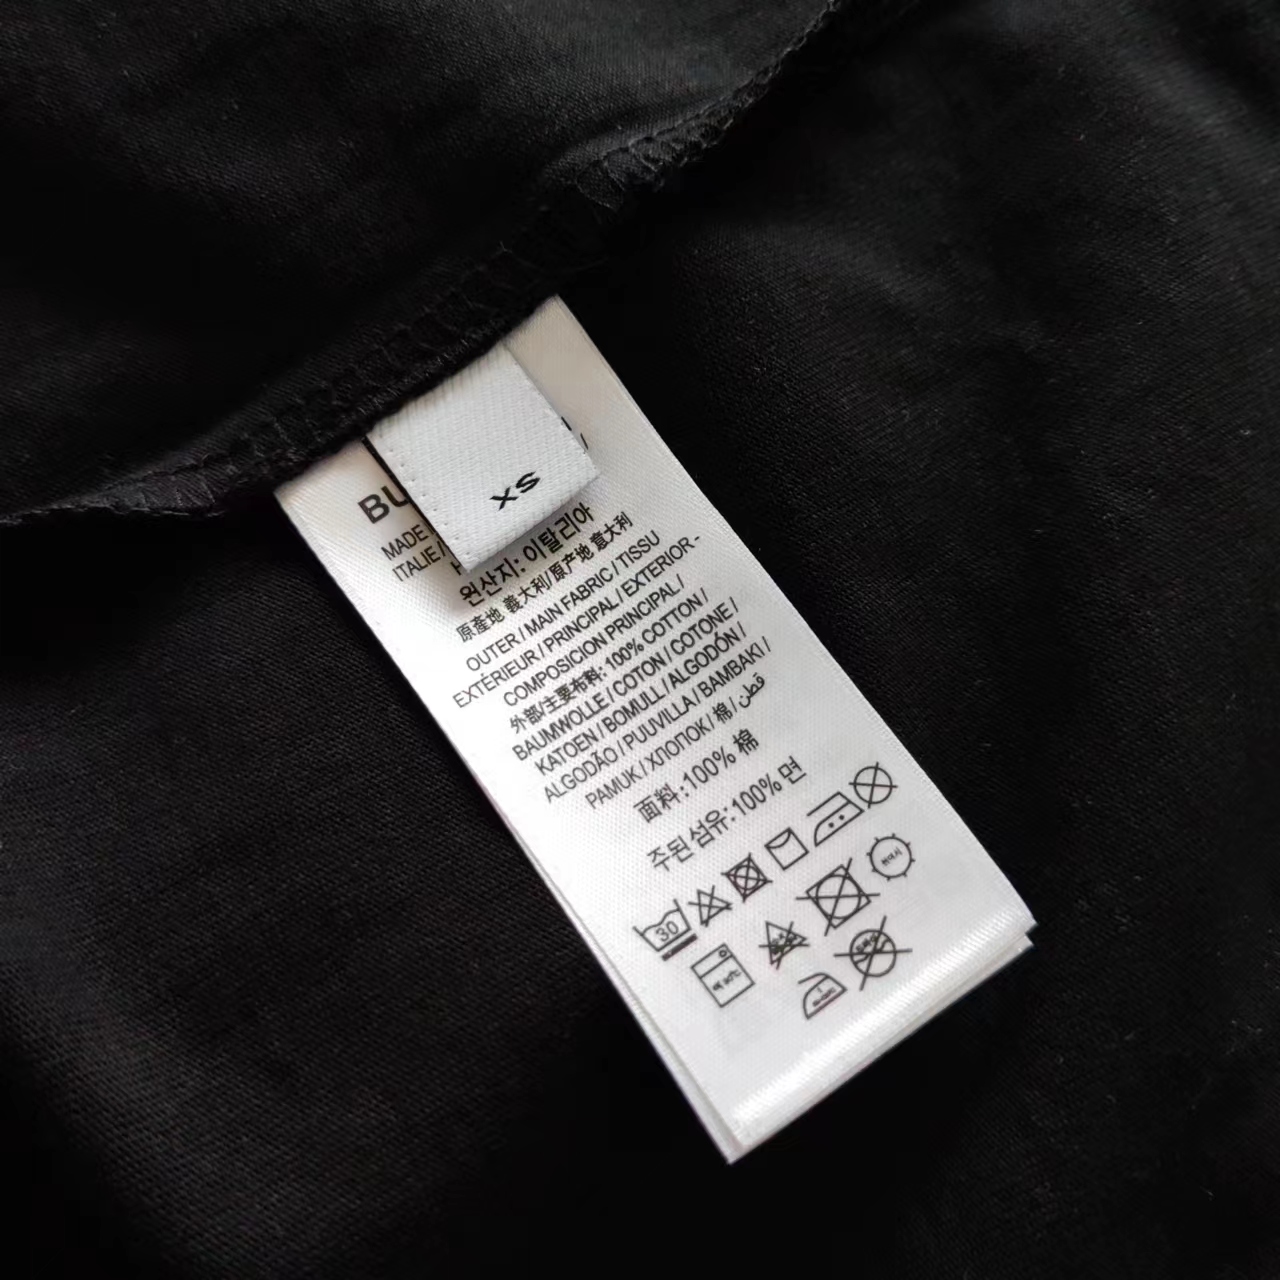 XS
BU
MADE
ITALIE /
원산지: 이탈리아
原產地 義大利/原产地 意大利
OUTER / MAIN FABRIC / TISSU
EXTÉRIEUR / PRINCIPAL / EXTERIOR -
COMPOSICION PRINCIPAL /
外部/主要布料: 100% COTTON /
BAUMWOLLE / COTON / COTONE /
KATOEN / BOMULL / ALGODÓN /
ALGODÃO / PUUVILLA / BAMBAKI /
PAMUK / ХЛОПОК / 棉 / قطن
面料:100% 棉
주된 섬유:100% 면
30